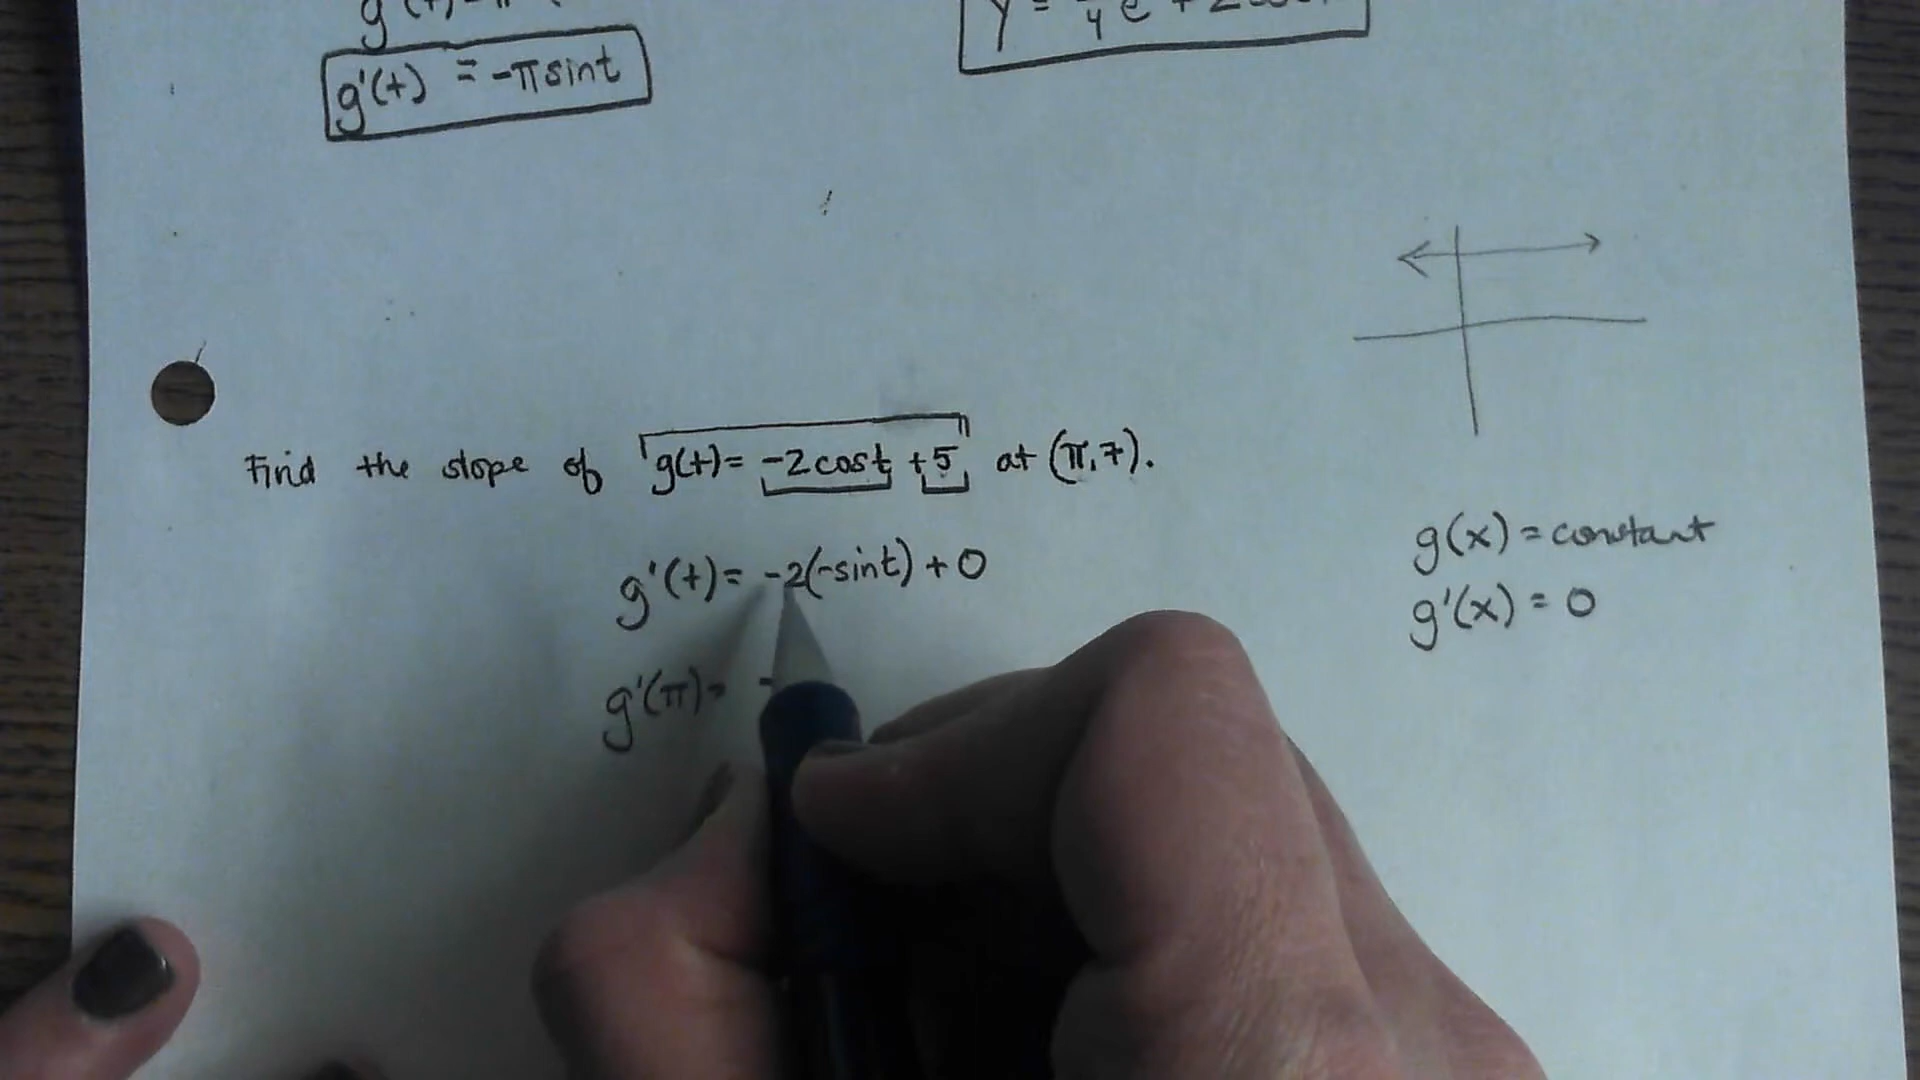 g'(t) = -πsint
Find the slope of g(t) = -2cost + 5 at (π, 7).
g'(t) = -2(-sint) + 0
g'(π) = -
g(x) = constant
g'(x) = 0